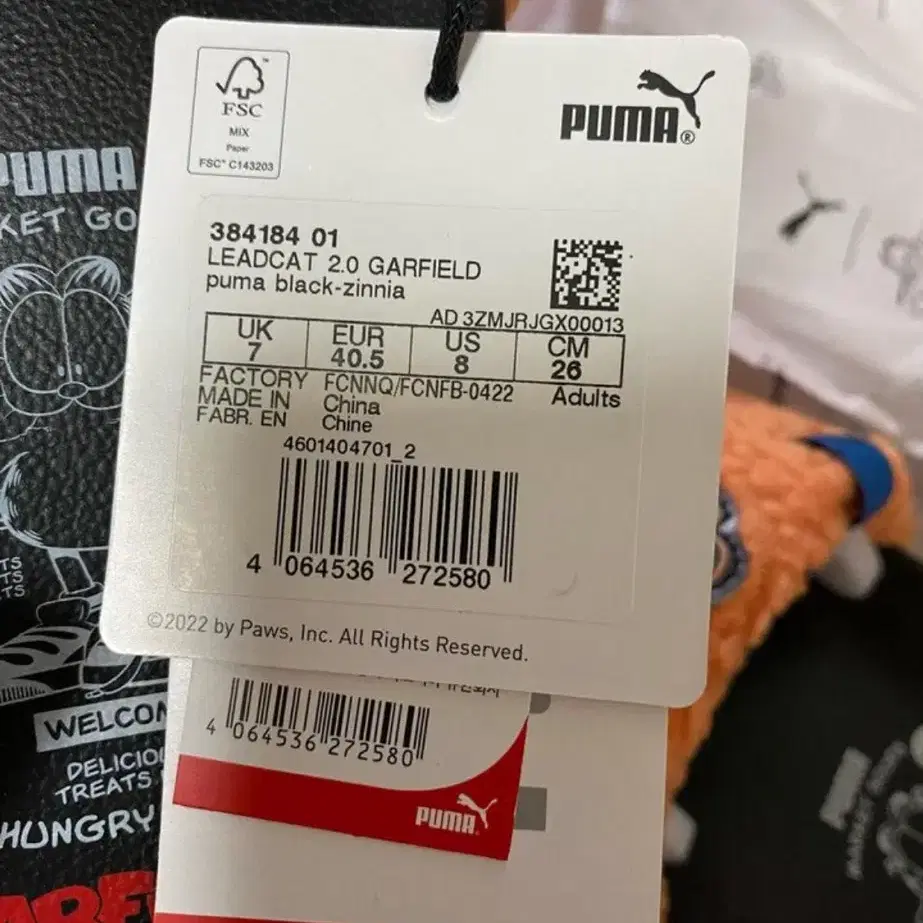 FSC
MIX
Paper
FSC® C143203
PUMA®
384184 01
LEADCAT 2.0 GARFIELD
puma black-zinnia
AD 3ZMJRJGX00013
UK EUR US CM
7 40.5 8 26
FACTORY FCNNQ/FCNFB-0422 Adults
MADE IN China
FABR. EN Chine
4601404701_2
4 064536 272580
©2022 by Paws, Inc. All Rights Reserved.
4 064536 272580
PUMA
PUMA
GO
TS
TS
TS
DELICIO
TREATS
HUNGRY